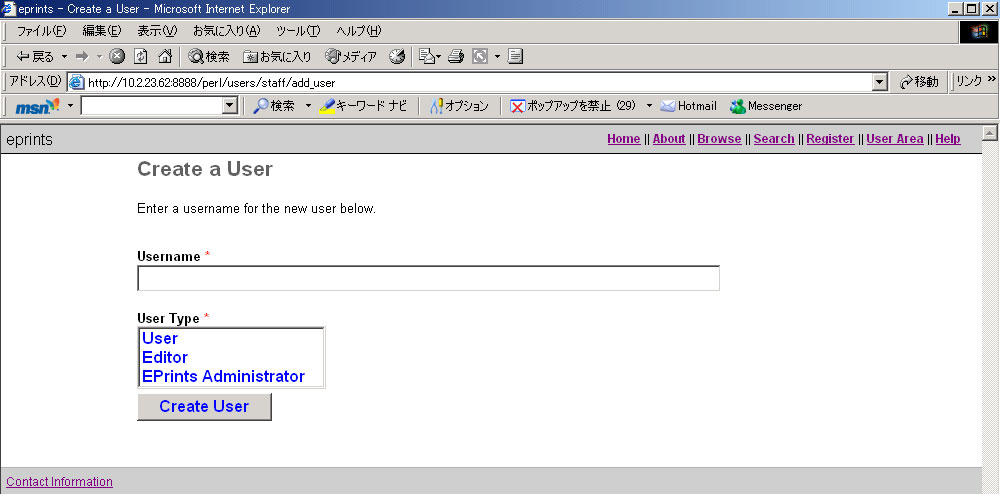 eprints - Create a User - Microsoft Internet Explorer
ファイル(F) 編集(E) 表示(V) お気に入り(A) ツール(T) ヘルプ(H)
戻る 検索 お気に入り メディア
アドレス(D) http://10.2.23.62:8888/perl/users/staff/add_user 移動 リンク »
msn 検索 キーワード ナビ オプション ポップアップを禁止 (29) Hotmail Messenger
eprints Home || About || Browse || Search || Register || User Area || Help
Create a User
Enter a username for the new user below.
Username *
User Type *
User
Editor
EPrints Administrator
Create User
Contact Information